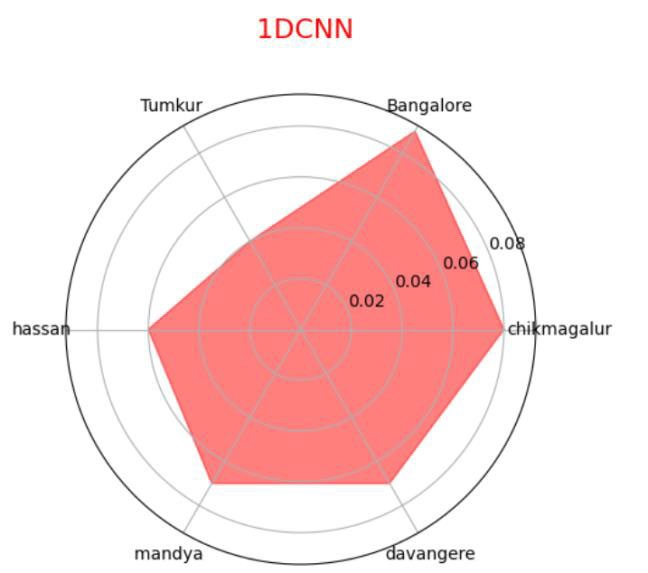 1DCNN
Tumkur
Bangalore
0.08
0.06
0.04
0.02
hassan
chikmagalur
mandya
davangere